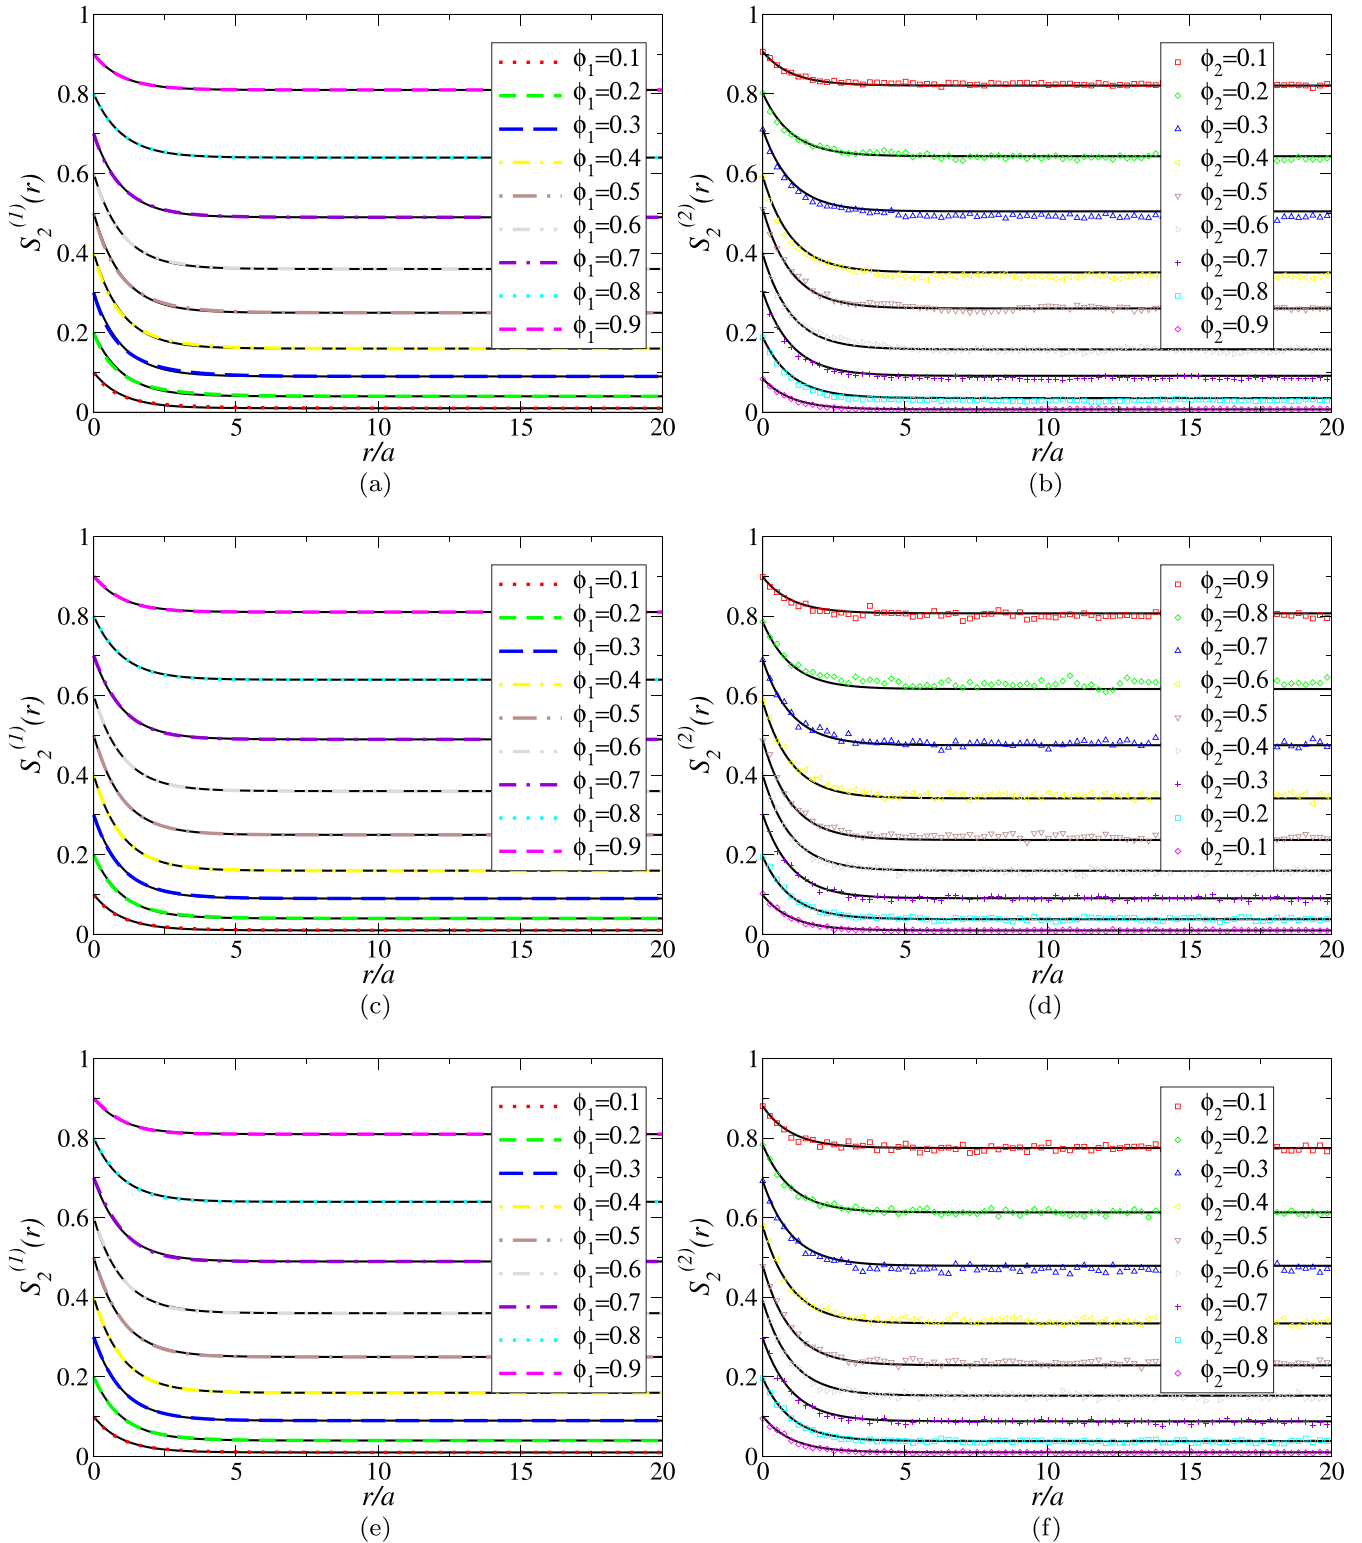 1
0.8
0.6
0.4
0.2
0
0 5 10 15 20
S₂⁽¹⁾(r)
r/a
ϕ₁=0.1
ϕ₁=0.2
ϕ₁=0.3
ϕ₁=0.4
ϕ₁=0.5
ϕ₁=0.6
ϕ₁=0.7
ϕ₁=0.8
ϕ₁=0.9
(a)
1
0.8
0.6
0.4
0.2
0
0 5 10 15 20
S₂⁽²⁾(r)
r/a
ϕ₂=0.1
ϕ₂=0.2
ϕ₂=0.3
ϕ₂=0.4
ϕ₂=0.5
ϕ₂=0.6
ϕ₂=0.7
ϕ₂=0.8
ϕ₂=0.9
(b)
1
0.8
0.6
0.4
0.2
0
0 5 10 15 20
S₂⁽¹⁾(r)
r/a
ϕ₁=0.1
ϕ₁=0.2
ϕ₁=0.3
ϕ₁=0.4
ϕ₁=0.5
ϕ₁=0.6
ϕ₁=0.7
ϕ₁=0.8
ϕ₁=0.9
(c)
1
0.8
0.6
0.4
0.2
0
0 5 10 15 20
S₂⁽²⁾(r)
r/a
ϕ₂=0.9
ϕ₂=0.8
ϕ₂=0.7
ϕ₂=0.6
ϕ₂=0.5
ϕ₂=0.4
ϕ₂=0.3
ϕ₂=0.2
ϕ₂=0.1
(d)
1
0.8
0.6
0.4
0.2
0
0 5 10 15 20
S₂⁽¹⁾(r)
r/a
ϕ₁=0.1
ϕ₁=0.2
ϕ₁=0.3
ϕ₁=0.4
ϕ₁=0.5
ϕ₁=0.6
ϕ₁=0.7
ϕ₁=0.8
ϕ₁=0.9
(e)
1
0.8
0.6
0.4
0.2
0
0 5 10 15 20
S₂⁽²⁾(r)
r/a
ϕ₂=0.1
ϕ₂=0.2
ϕ₂=0.3
ϕ₂=0.4
ϕ₂=0.5
ϕ₂=0.6
ϕ₂=0.7
ϕ₂=0.8
ϕ₂=0.9
(f)